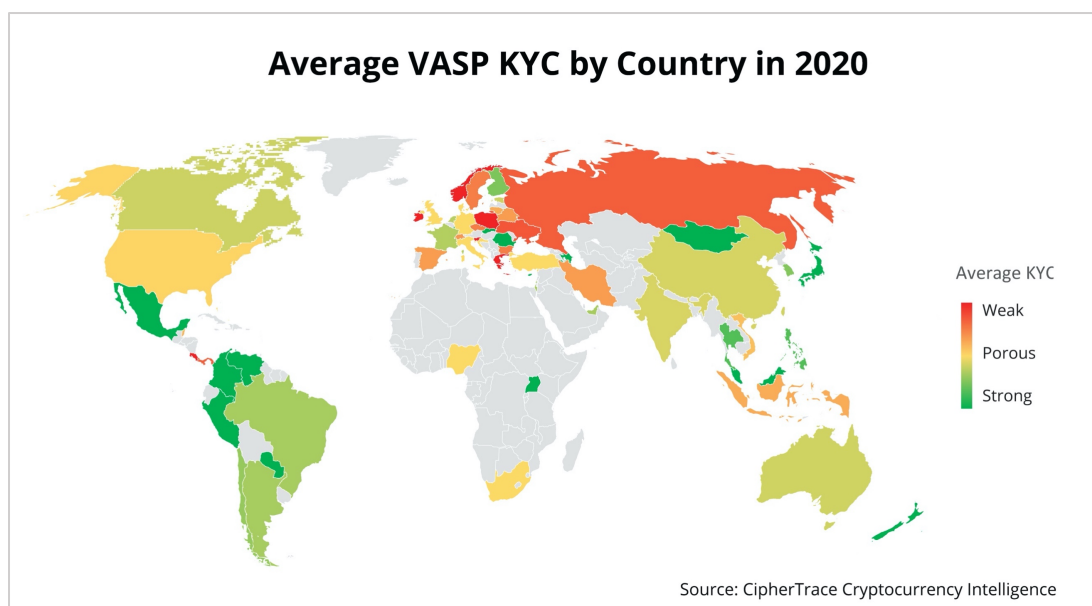 Average VASP KYC by Country in 2020
Average KYC
Weak
Porous
Strong
Source: CipherTrace Cryptocurrency Intelligence